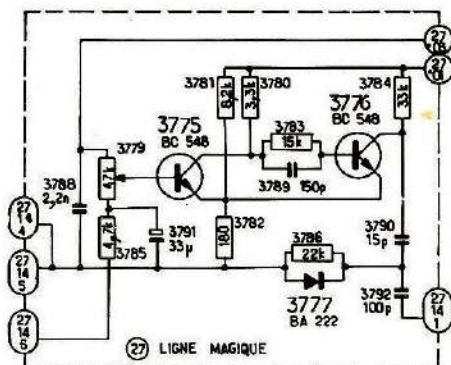 27
08
27
01
3781
8,2k
3780
3,3k
3784
33k
3776
BC 548
3775
BC 548
3779
47k
3783
15k
3789
150p
3788
2,2n
27
14
4
3791
33µ
3782
180
3790
15p
4,7k
3785
3786
22k
27
14
5
3777
BA 222
3792
100p
27
14
1
27
14
6
27 LIGNE MAGIQUE